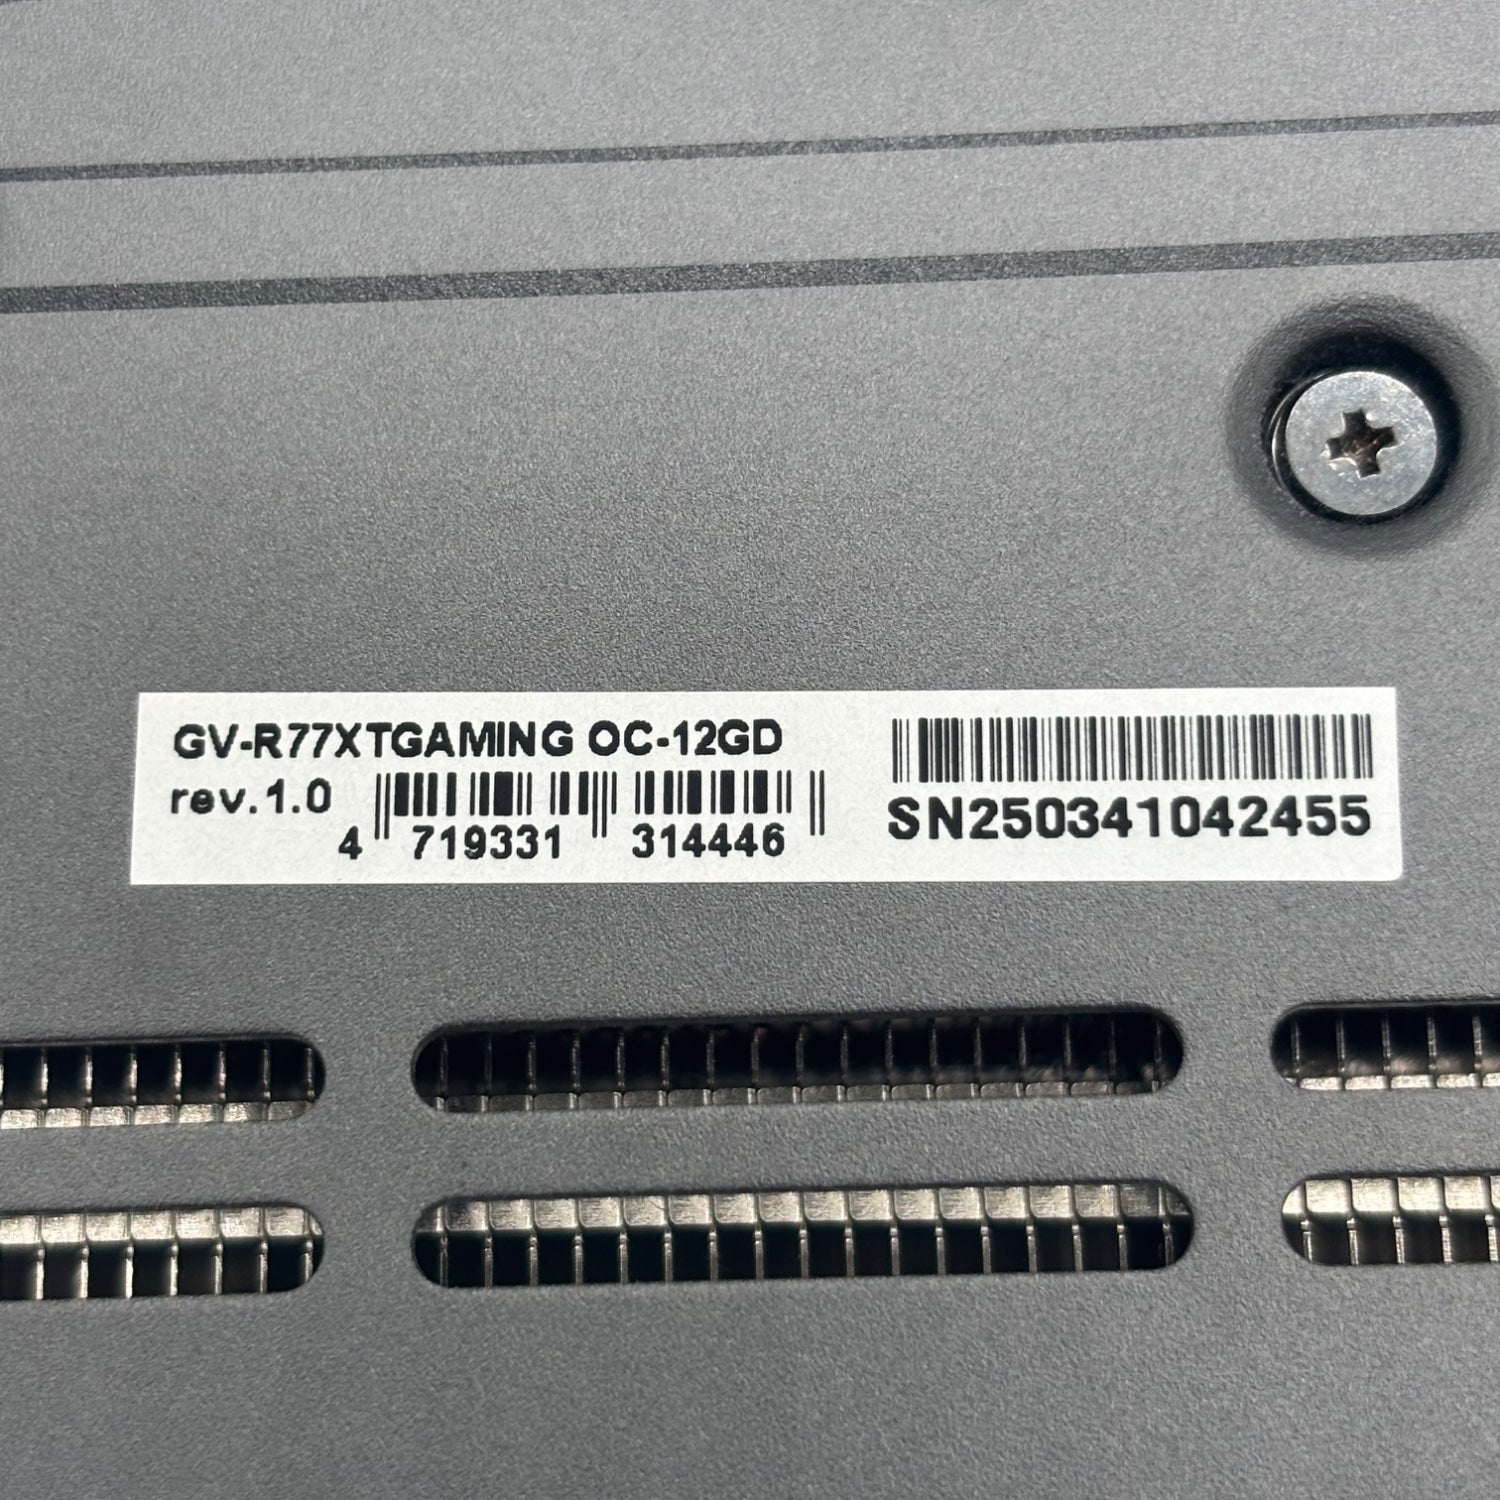 GV-R77XTGAMING OC-12GD
rev.1.0
4 719331 314446
SN250341042455